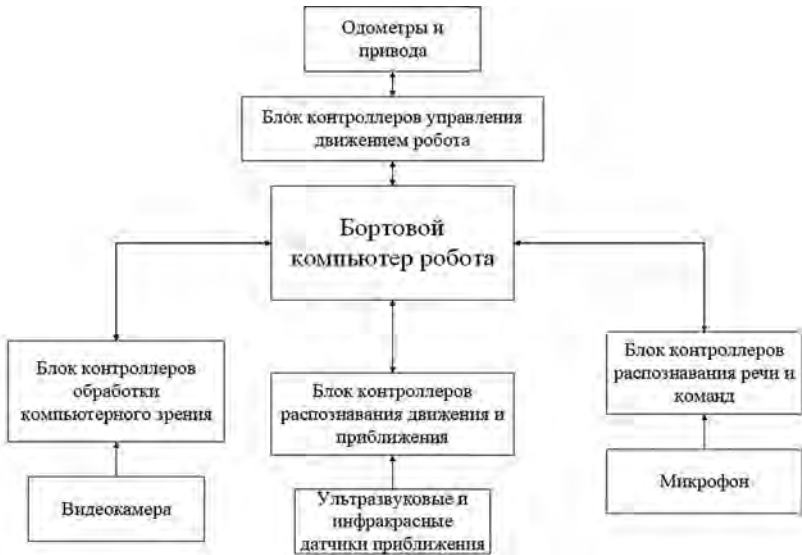 Одометры и
привода
Блок контроллеров управления
движением робота
Бортовой
компьютер робота
Блок контроллеров
обработки
компьютерного зрения
Блок контроллеров
распознавания движения и
приближения
Блок контроллеров
распознавания речи и
команд
Видеокамера
Ультразвуковые и
инфракрасные
датчики приближения
Микрофон